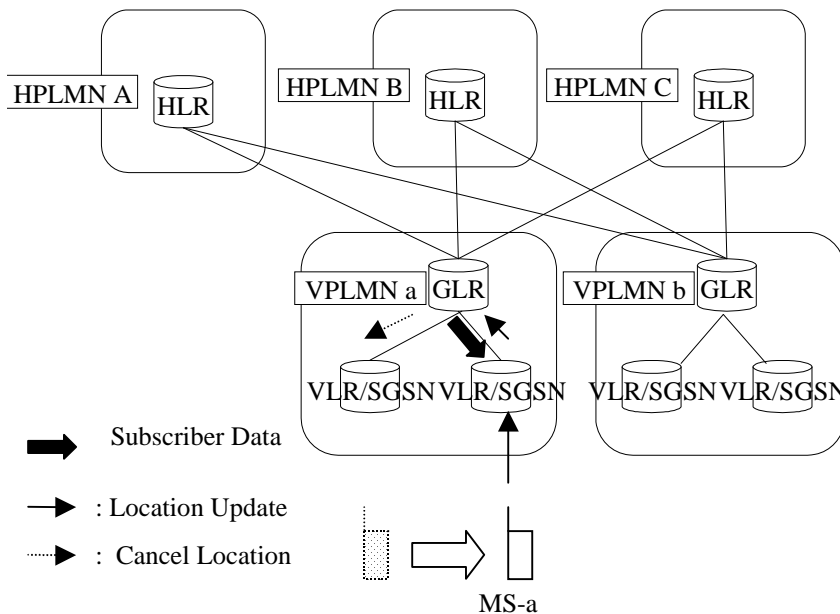 HPLMN A
HLR
HPLMN B
HLR
HPLMN C
HLR
VPLMN a
GLR
VPLMN b
GLR
VLR/SGSN
VLR/SGSN
VLR/SGSN
VLR/SGSN
Subscriber Data
: Location Update
: Cancel Location
MS-a